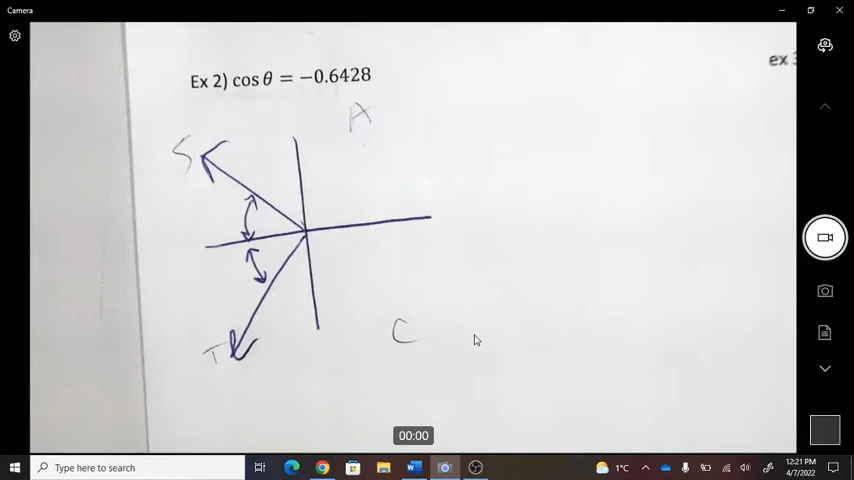 Camera
Ex 2) cos θ = −0.6428
ex 3
A
S
T
C
00:00
Type here to search
1°C
12:21 PM
4/7/2022